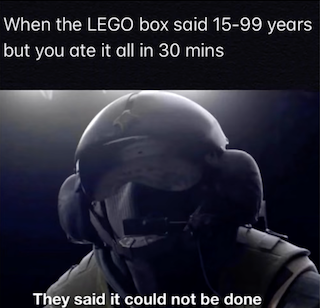 When the LEGO box said 15-99 years
but you ate it all in 30 mins
They said it could not be done